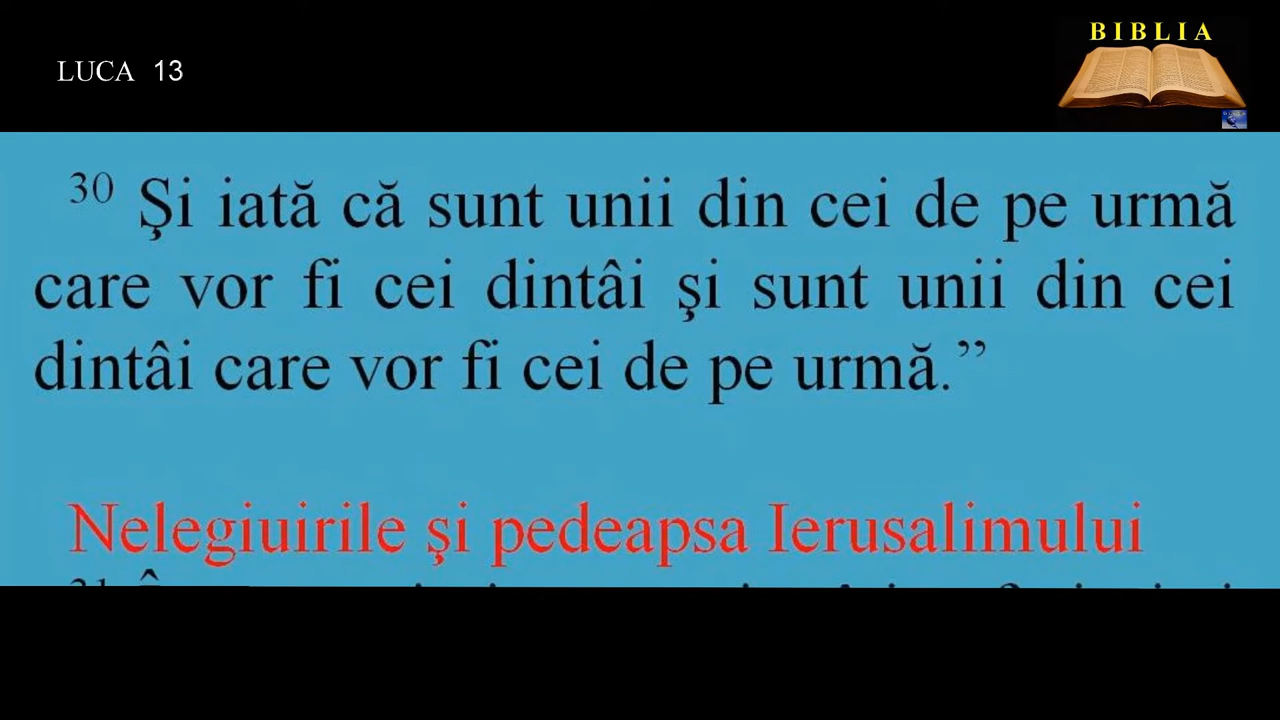 BIBLIA
LUCA 13
30 Şi iată că sunt unii din cei de pe urmă
care vor fi cei dintâi şi sunt unii din cei
dintâi care vor fi cei de pe urmă.”
Nelegiuirile şi pedeapsa Ierusalimului